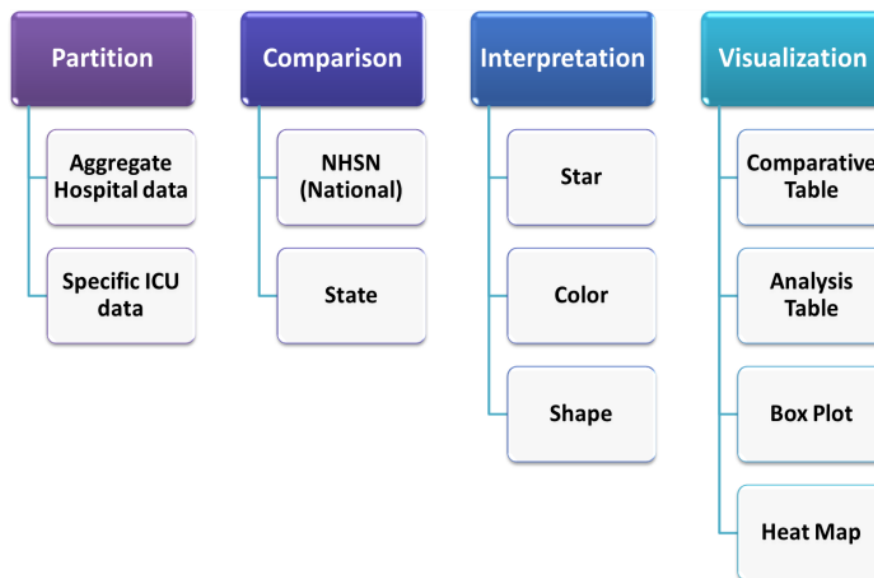 Partition
Aggregate
Hospital data
Specific ICU
data
Comparison
NHSN
(National)
State
Interpretation
Star
Color
Shape
Visualization
Comparative
Table
Analysis
Table
Box Plot
Heat Map